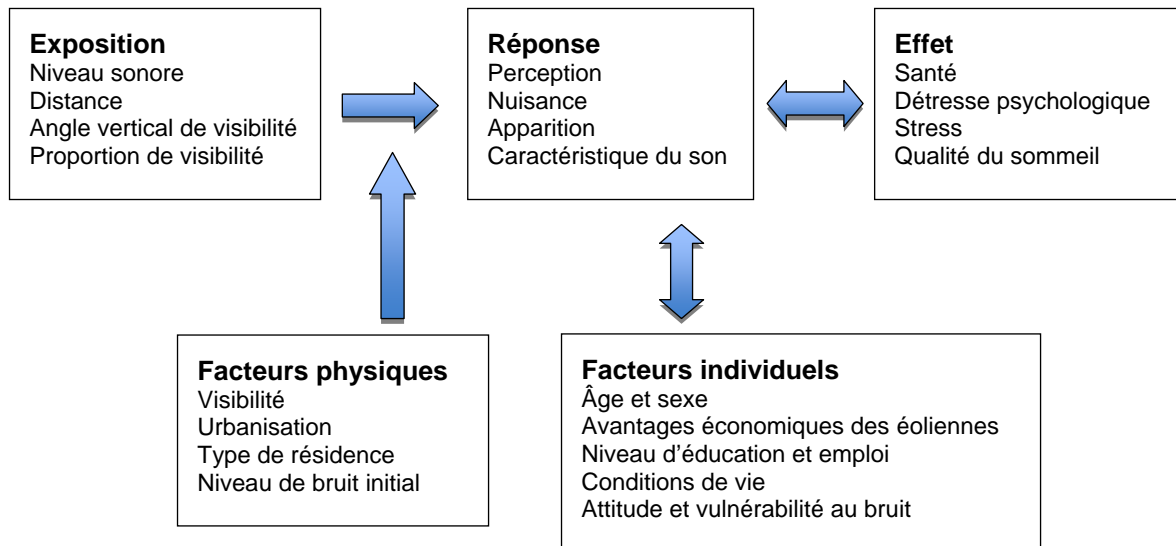 Exposition
Niveau sonore
Distance
Angle vertical de visibilité
Proportion de visibilité
Réponse
Perception
Nuisance
Apparition
Caractéristique du son
Effet
Santé
Détresse psychologique
Stress
Qualité du sommeil
Facteurs physiques
Visibilité
Urbanisation
Type de résidence
Niveau de bruit initial
Facteurs individuels
Âge et sexe
Avantages économiques des éoliennes
Niveau d'éducation et emploi
Conditions de vie
Attitude et vulnérabilité au bruit